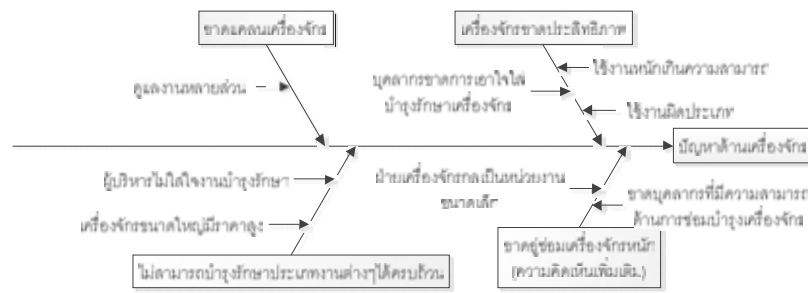 ขาดแคลนเครื่องจักร
เครื่องจักรขาดประสิทธิภาพ
ดูแลงานหลายส่วน
บุคลากรขาดการเอาใจใส่
บำรุงรักษาเครื่องจักร
ใช้งานหนักเกินความสามารถ
ใช้งานผิดประเภท
ปัญหาด้านเครื่องจักร
ผู้บริหารไม่ใส่ใจงานบำรุงรักษา
เครื่องจักรขนาดใหญ่มีราคาสูง
ไม่สามารถบำรุงรักษาประเภทงานต่างๆได้ครบถ้วน
ฝ่ายเครื่องจักรกลเป็นหน่วยงาน
ขนาดเล็ก
ขาดบุคลากรที่มีความสามารถ
ด้านการซ่อมบำรุงเครื่องจักร
ขาดอู่ซ่อมเครื่องจักรหนัก
(ความคิดเห็นเพิ่มเติม)